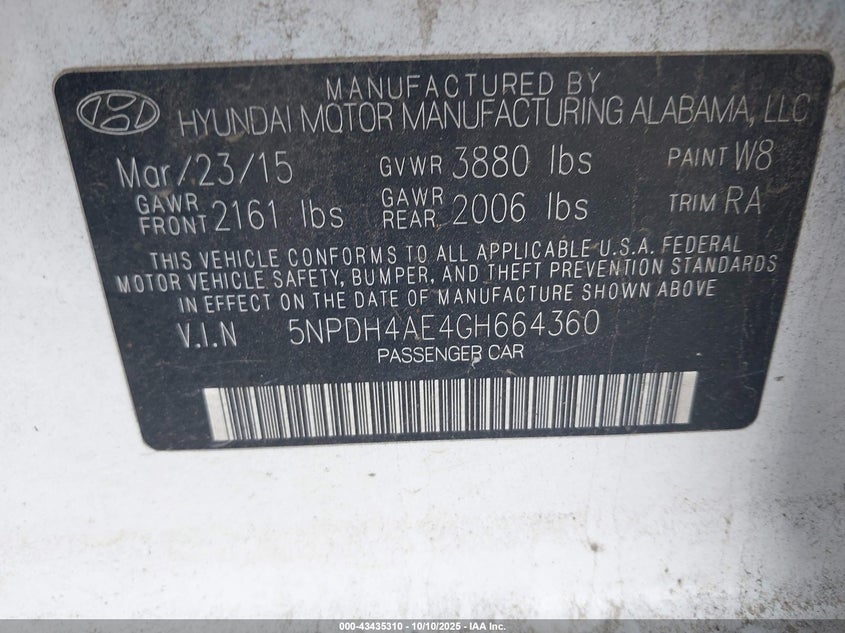 MANUFACTURED BY
HYUNDAI MOTOR MANUFACTURING ALABAMA, LLC
Mar/23/15 GVWR 3880 lbs PAINT W8
GAWR FRONT 2161 lbs GAWR REAR 2006 lbs TRIM RA
THIS VEHICLE CONFORMS TO ALL APPLICABLE U.S.A. FEDERAL
MOTOR VEHICLE SAFETY, BUMPER, AND THEFT PREVENTION STANDARDS
IN EFFECT ON THE DATE OF MANUFACTURE SHOWN ABOVE
V.I.N 5NPDH4AE4GH664360
PASSENGER CAR
000-43435310 - 10/10/2025 - IAA Inc.